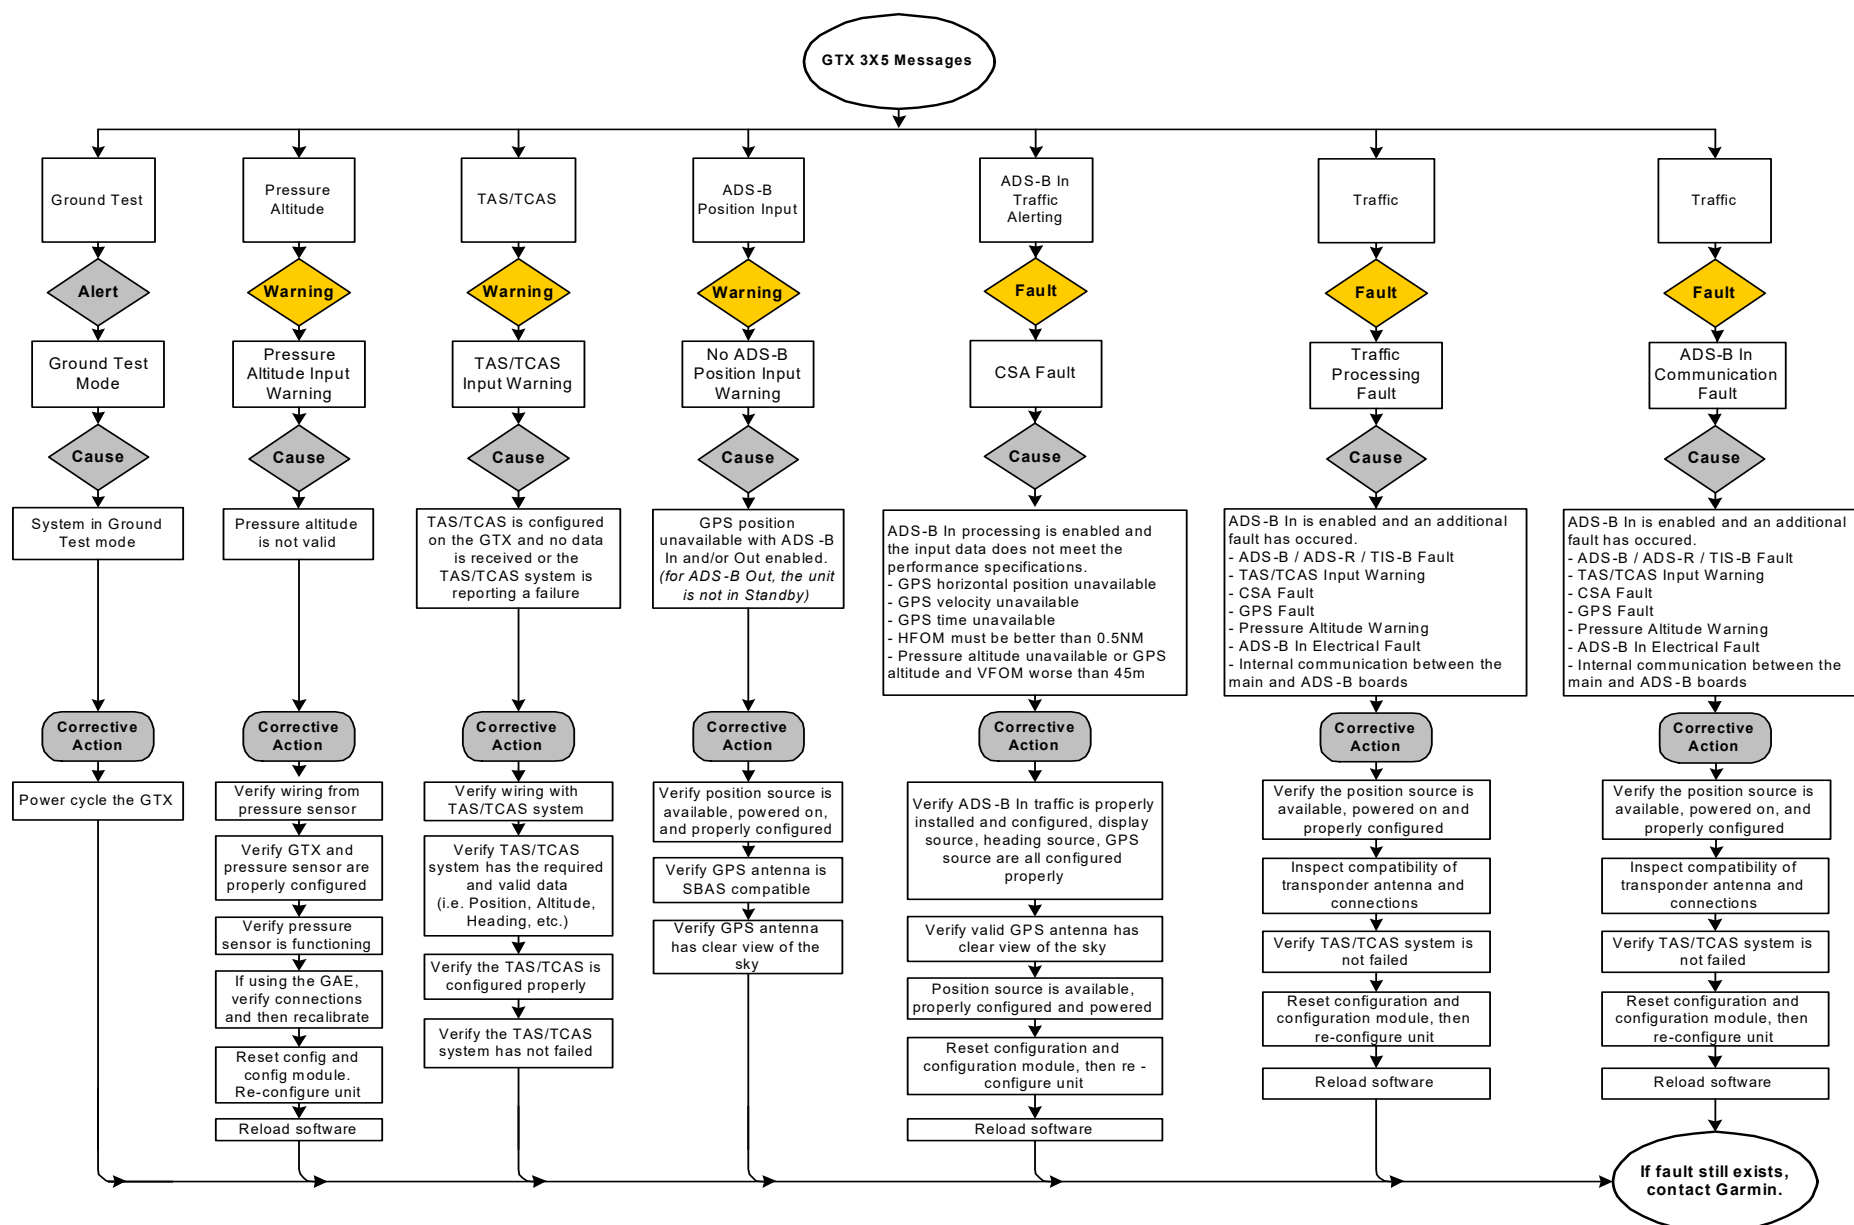 GTX 3X5 Messages
Ground Test
Alert
Ground Test
Mode
Cause
System in Ground
Test mode
Corrective
Action
Power cycle the GTX
Pressure
Altitude
Warning
Pressure
Altitude Input
Warning
Cause
Pressure altitude
is not valid
Corrective
Action
Verify wiring from
pressure sensor
Verify GTX and
pressure sensor are
properly configured
Verify pressure
sensor is functioning
If using the GAE,
verify connections
and then recalibrate
Reset config and
config module.
Re-configure unit
Reload software
TAS/TCAS
Warning
TAS/TCAS
Input Warning
Cause
TAS/TCAS is configured
on the GTX and no data
is received or the
TAS/TCAS system is
reporting a failure
Corrective
Action
Verify wiring with
TAS/TCAS system
Verify TAS/TCAS
system has the required
and valid data
(i.e. Position, Altitude,
Heading, etc.)
Verify the TAS/TCAS is
configured properly
Verify the TAS/TCAS
system has not failed
ADS-B
Position Input
Warning
No ADS-B
Position Input
Warning
Cause
GPS position
unavailable with ADS-B
In and/or Out enabled.
(for ADS-B Out, the unit
is not in Standby)
Corrective
Action
Verify position source is
available, powered on,
and properly configured
Verify GPS antenna is
SBAS compatible
Verify GPS antenna
has clear view of the
sky
ADS-B In
Traffic
Alerting
Fault
CSA Fault
Cause
ADS-B In processing is enabled and
the input data does not meet the
performance specifications.
- GPS horizontal position unavailable
- GPS velocity unavailable
- GPS time unavailable
- HFOM must be better than 0.5NM
- Pressure altitude unavailable or GPS
altitude and VFOM worse than 45m
Corrective
Action
Verify ADS-B In traffic is properly
installed and configured, display
source, heading source, GPS
source are all configured
properly
Verify valid GPS antenna has
clear view of the sky
Position source is available,
properly configured and powered
Reset configuration and
configuration module, then re -
configure unit
Reload software
Traffic
Fault
Traffic
Processing
Fault
Cause
ADS-B In is enabled and an additional
fault has occured.
- ADS-B / ADS-R / TIS-B Fault
- TAS/TCAS Input Warning
- CSA Fault
- GPS Fault
- Pressure Altitude Warning
- ADS-B In Electrical Fault
- Internal communication between the
main and ADS-B boards
Corrective
Action
Verify the position source is
available, powered on and
properly configured
Inspect compatibility of
transponder antenna and
connections
Verify TAS/TCAS system is
not failed
Reset configuration and
configuration module, then
re-configure unit
Reload software
Traffic
Fault
ADS-B In
Communication
Fault
Cause
ADS-B In is enabled and an additional
fault has occured.
- ADS-B / ADS-R / TIS-B Fault
- TAS/TCAS Input Warning
- CSA Fault
- GPS Fault
- Pressure Altitude Warning
- ADS-B In Electrical Fault
- Internal communication between the
main and ADS-B boards
Corrective
Action
Verify the position source is
available, powered on, and
properly configured
Inspect compatibility of
transponder antenna and
connections
Verify TAS/TCAS system is
not failed
Reset configuration and
configuration module, then
re-configure unit
Reload software
If fault still exists,
contact Garmin.